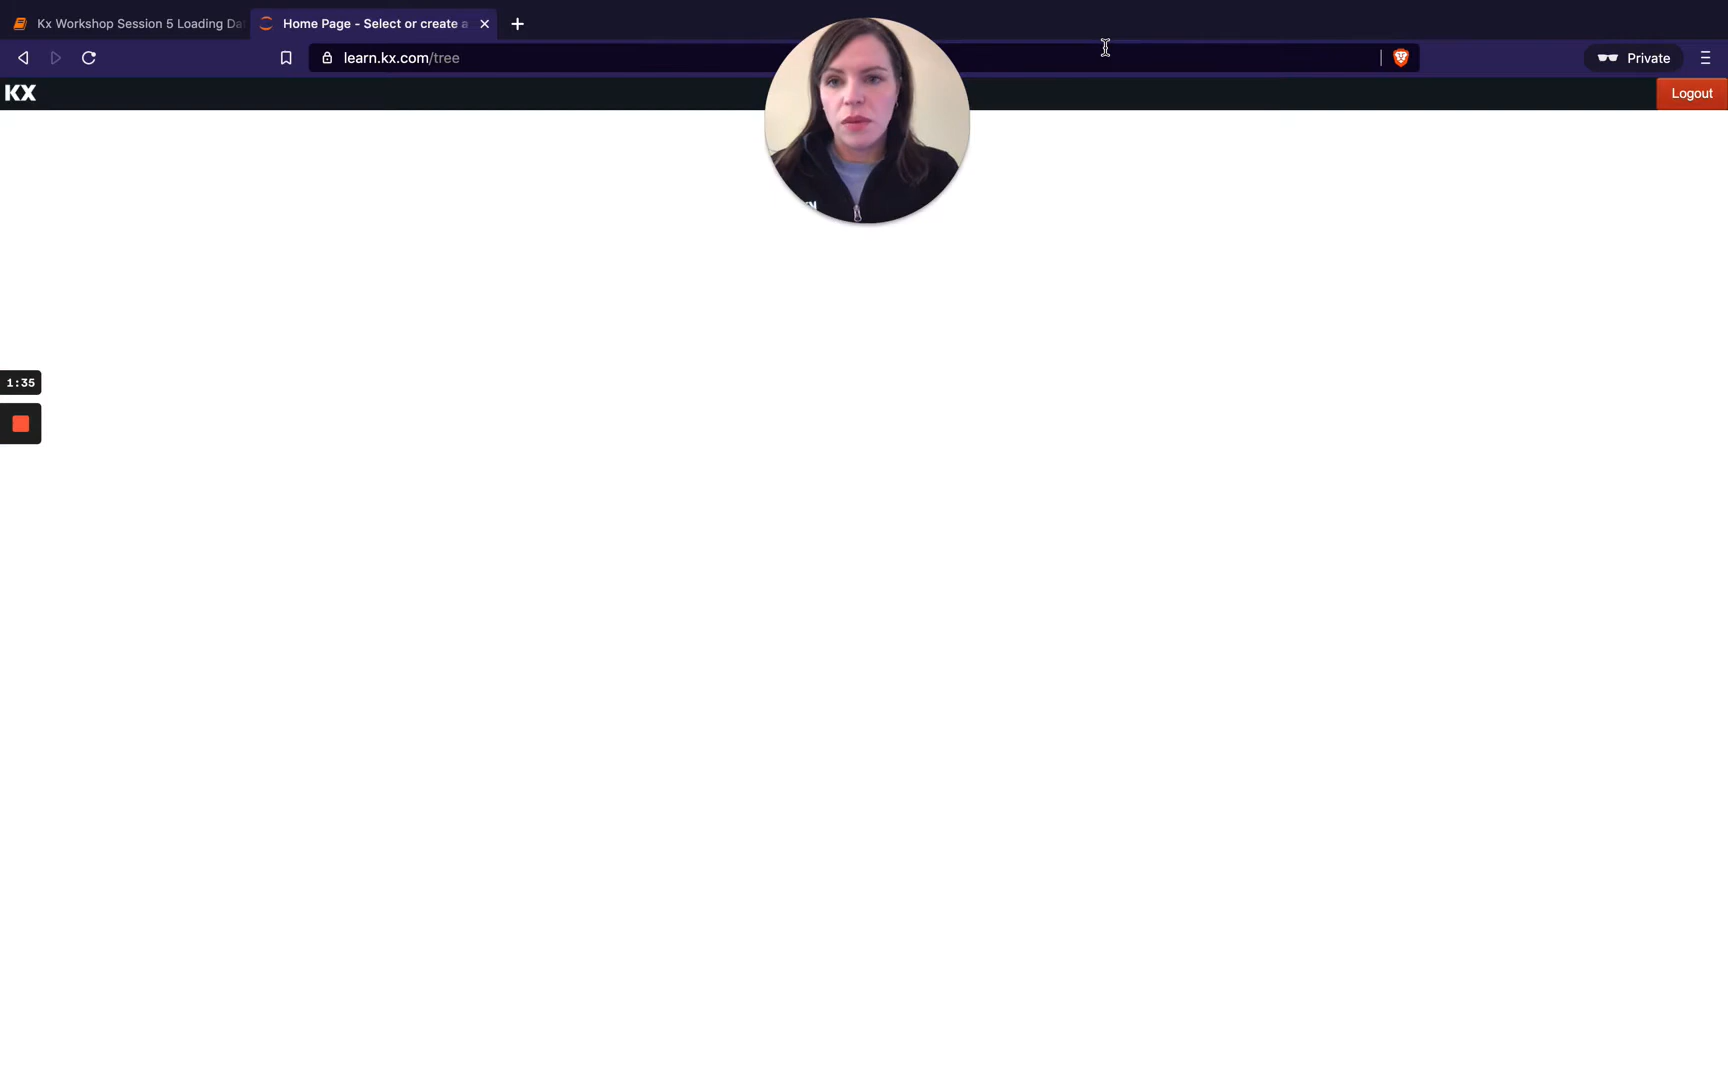 Kx Workshop Session 5 Loading Da
Home Page - Select or create a
learn.kx.com/tree
Private
KX
Logout
1:35